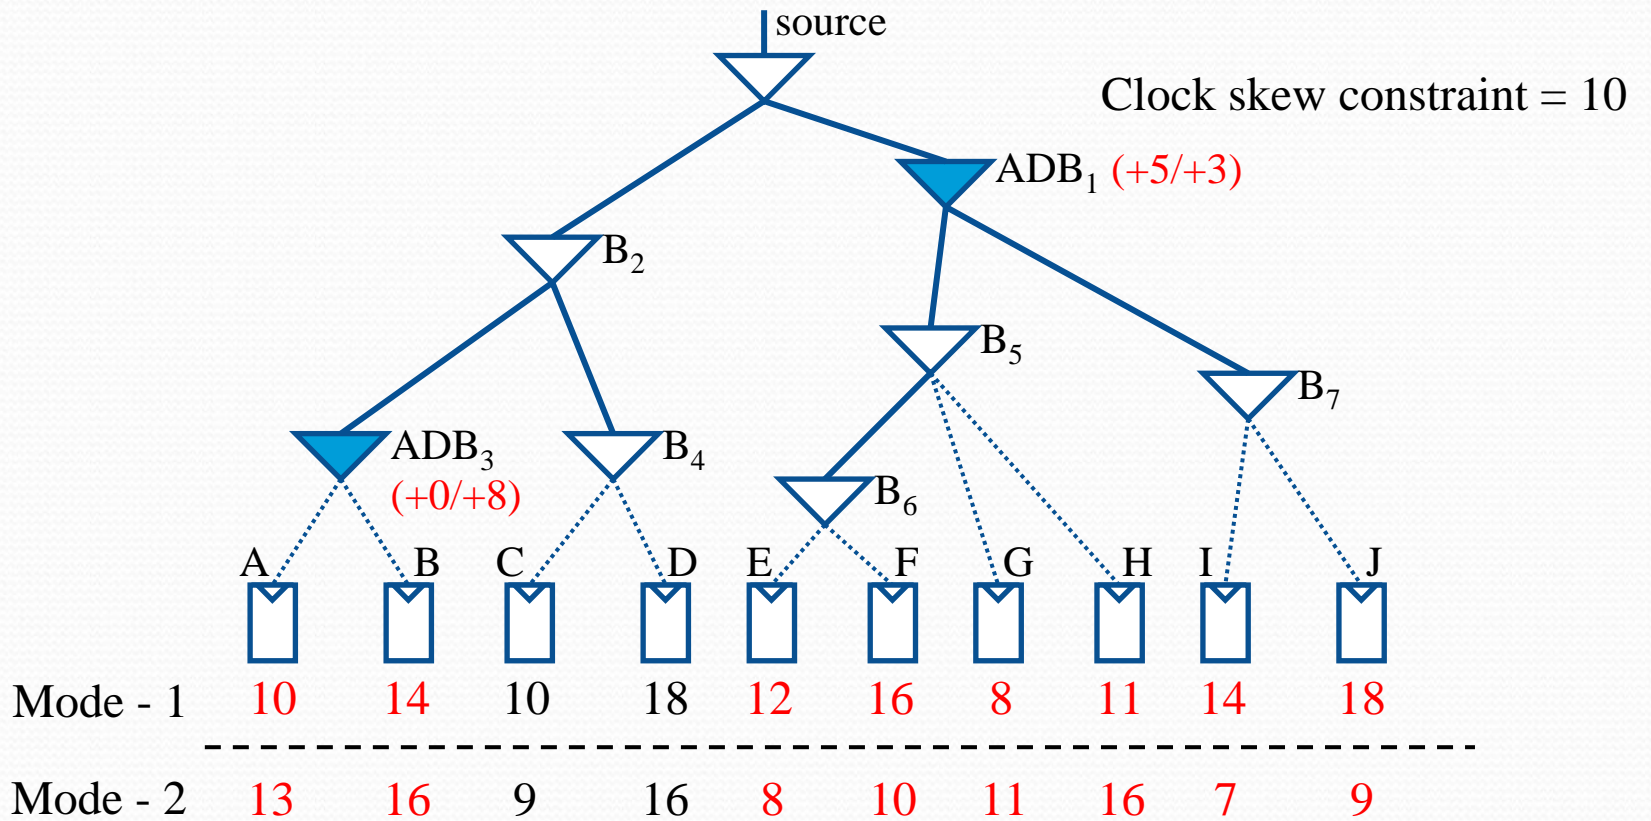 source
Clock skew constraint = 10
ADB₁ (+5/+3)
B₂
B₅
B₇
ADB₃
(+0/+8)
B₄
B₆
A B C D E F G H I J
Mode - 1 10 14 10 18 12 16 8 11 14 18
Mode - 2 13 16 9 16 8 10 11 16 7 9